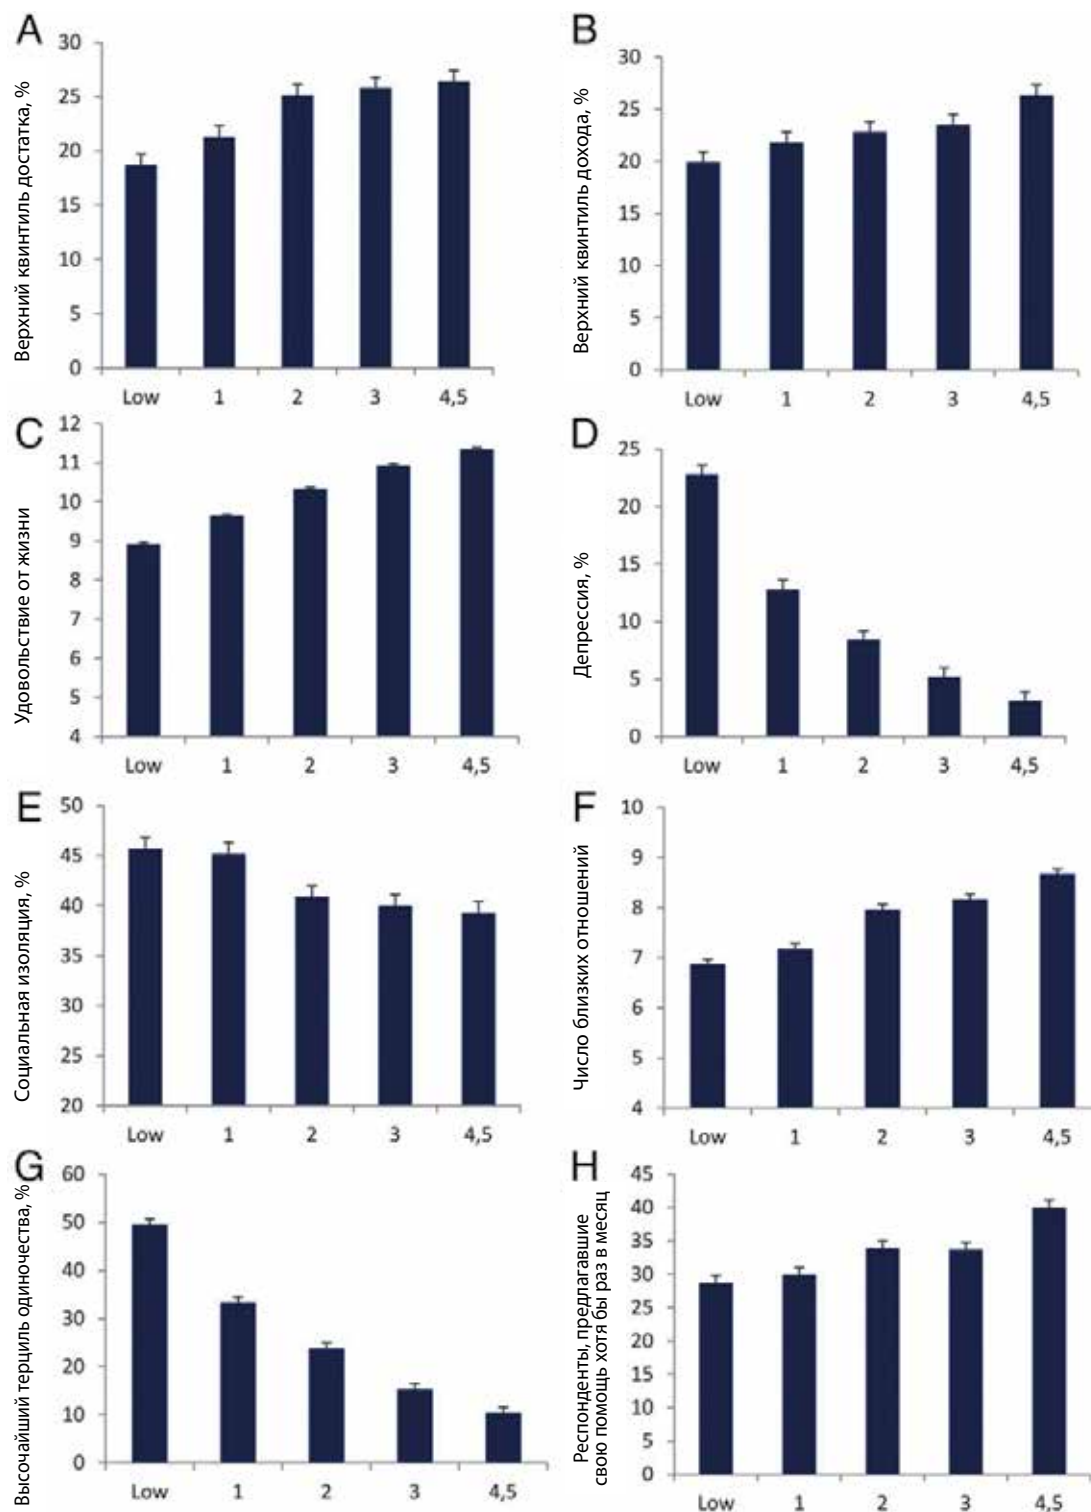 A
Верхний квинтиль достатка, %
30
25
20
15
10
5
0
Low 1 2 3 4,5
B
Верхний квинтиль дохода, %
30
25
20
15
10
5
0
Low 1 2 3 4,5
C
Удовольствие от жизни
12
11
10
9
8
7
6
5
4
Low 1 2 3 4,5
D
Депрессия, %
25
20
15
10
5
0
Low 1 2 3 4,5
E
Социальная изоляция, %
50
45
40
35
30
25
20
Low 1 2 3 4,5
F
Число близких отношений
10
9
8
7
6
5
4
Low 1 2 3 4,5
G
Высочайший терциль одиночества, %
60
50
40
30
20
10
0
Low 1 2 3 4,5
H
Респонденты, предлагавшие
свою помощь хотя бы раз в месяц
45
40
35
30
25
20
15
10
5
0
Low 1 2 3 4,5